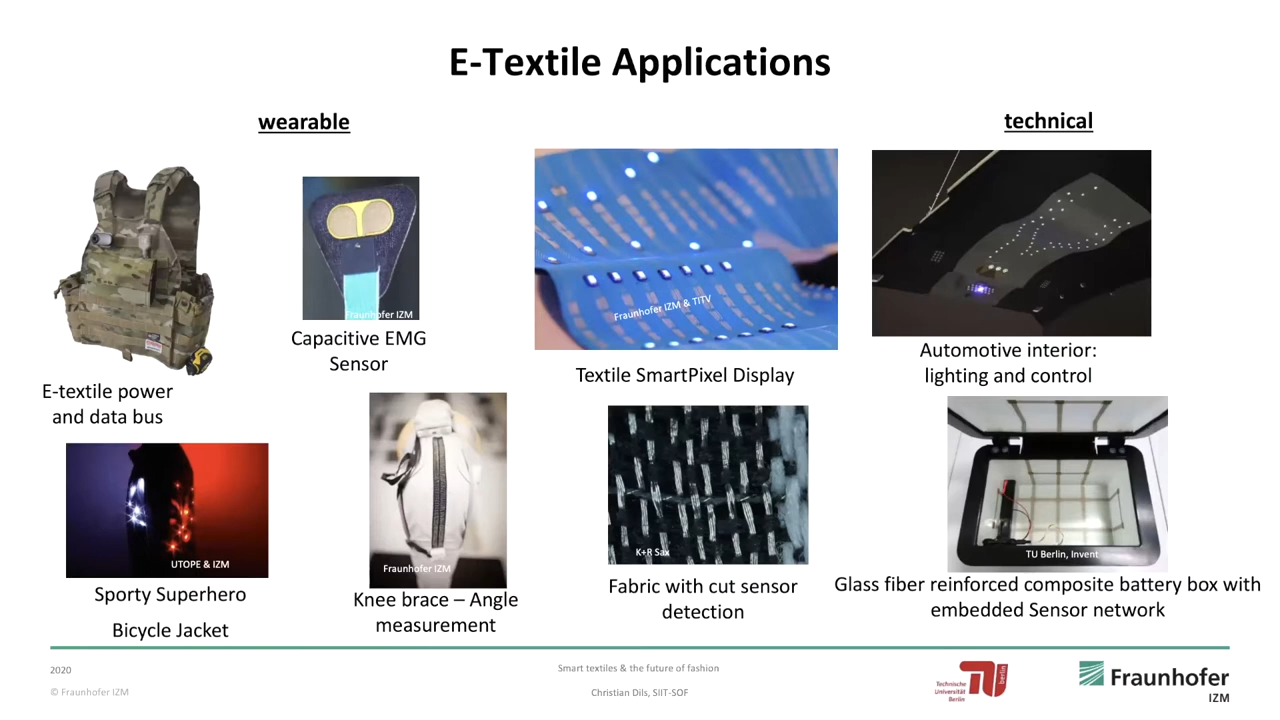 E-Textile Applications
wearable
technical
Fraunhofer IZM
Capacitive EMG
Sensor
E-textile power
and data bus
Fraunhofer IZM & TITV
Textile SmartPixel Display
Automotive interior:
lighting and control
UTOPE & IZM
Sporty Superhero
Bicycle Jacket
Fraunhofer IZM
Knee brace – Angle
measurement
K+R Sax
Fabric with cut sensor
detection
TU Berlin, Invent
Glass fiber reinforced composite battery box with
embedded Sensor network
2020
© Fraunhofer IZM
Smart textiles & the future of fashion
Christian Dils, SIIT-SOF
Technische
Universität
Berlin
berlin
Fraunhofer
IZM